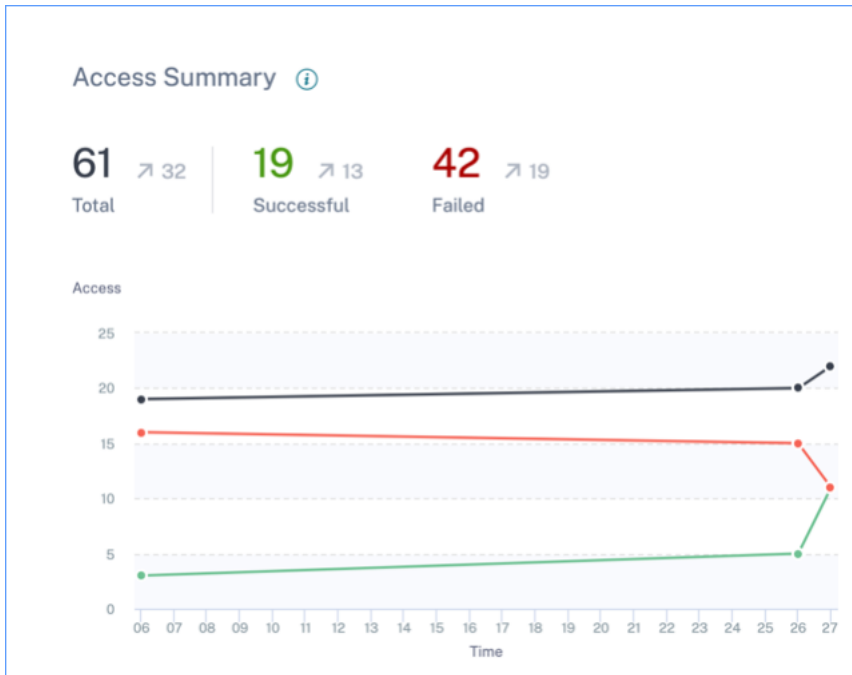 Access Summary
61 32 19 13 42 19
Total Successful Failed
Access
25
20
15
10
5
0
06 07 08 09 10 11 12 13 14 15 16 17 18 19 20 21 22 23 24 25 26 27
Time